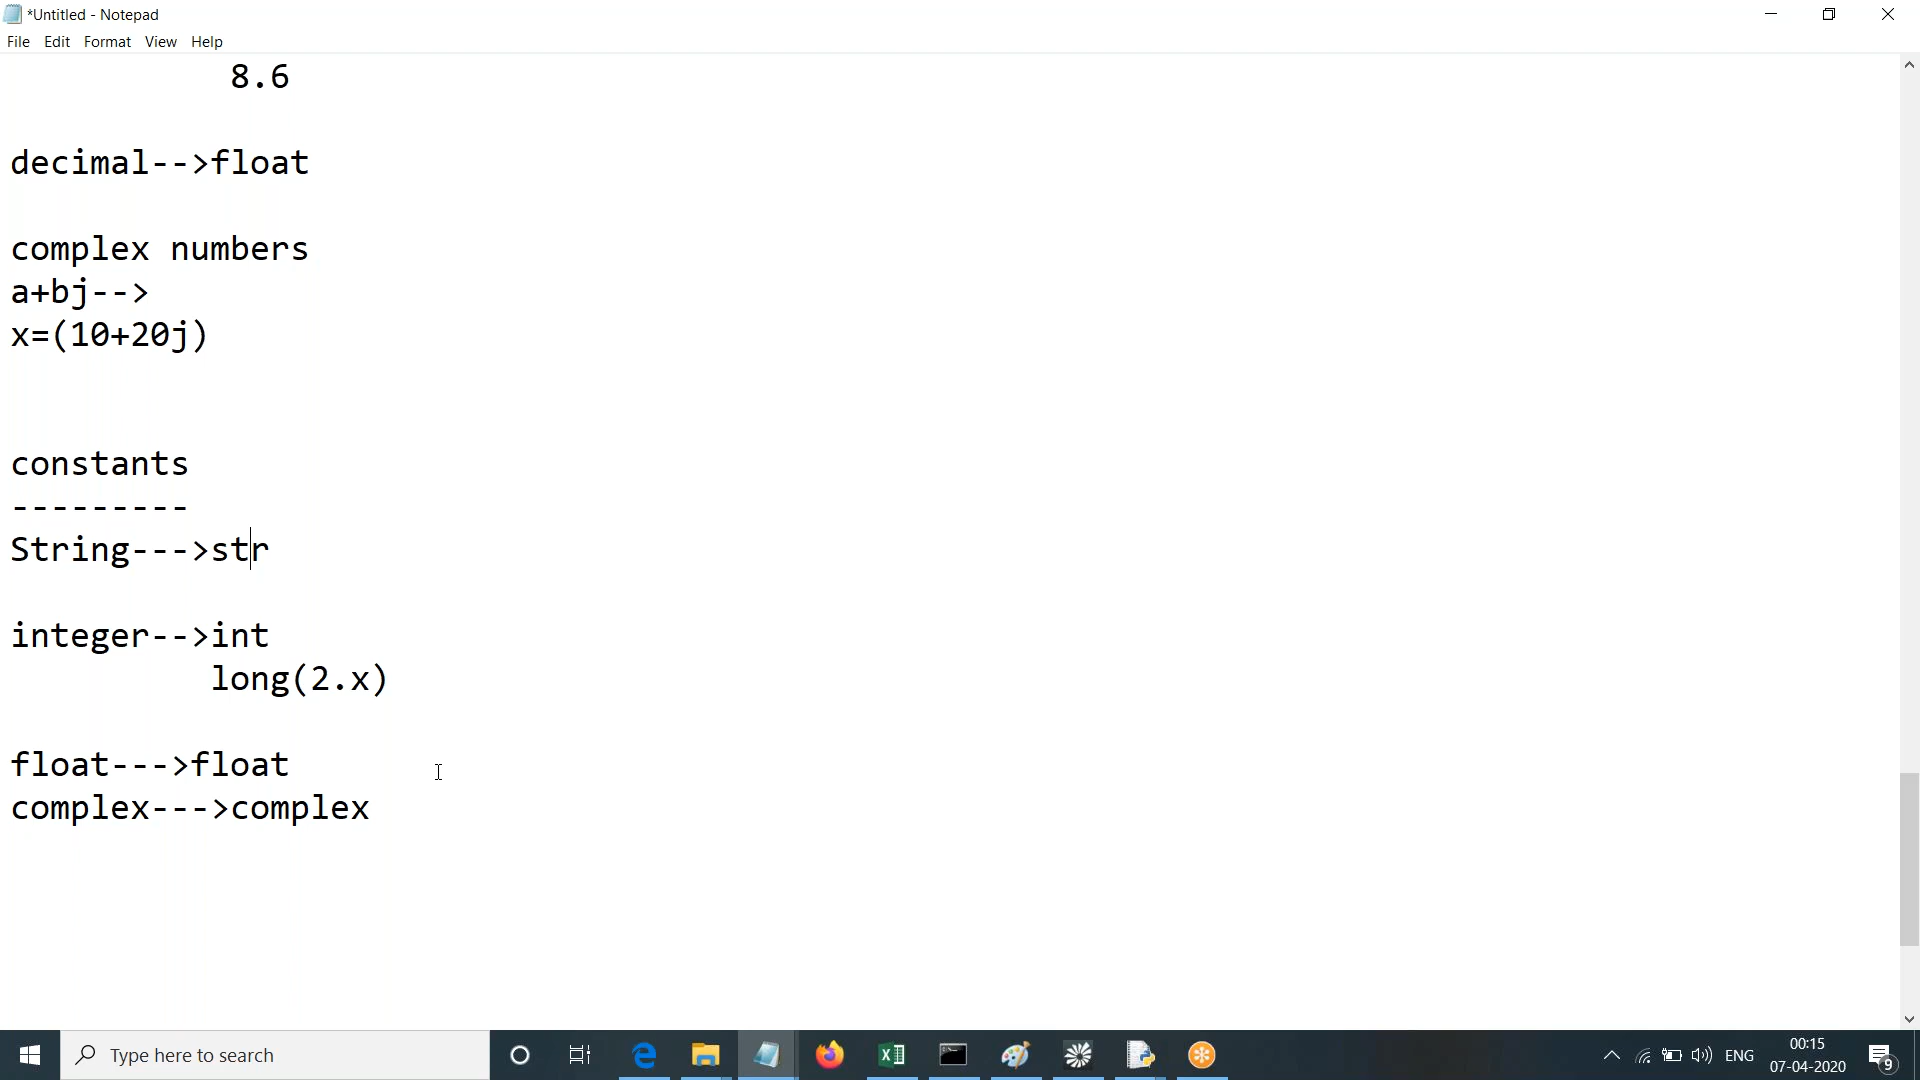 *Untitled - Notepad
File Edit Format View Help
8.6
decimal-->float
complex numbers
a+bj-->
x=(10+20j)
constants
---------
String--->str
integer-->int
long(2.x)
float--->float
complex--->complex
Type here to search
ENG
00:15
07-04-2020
9